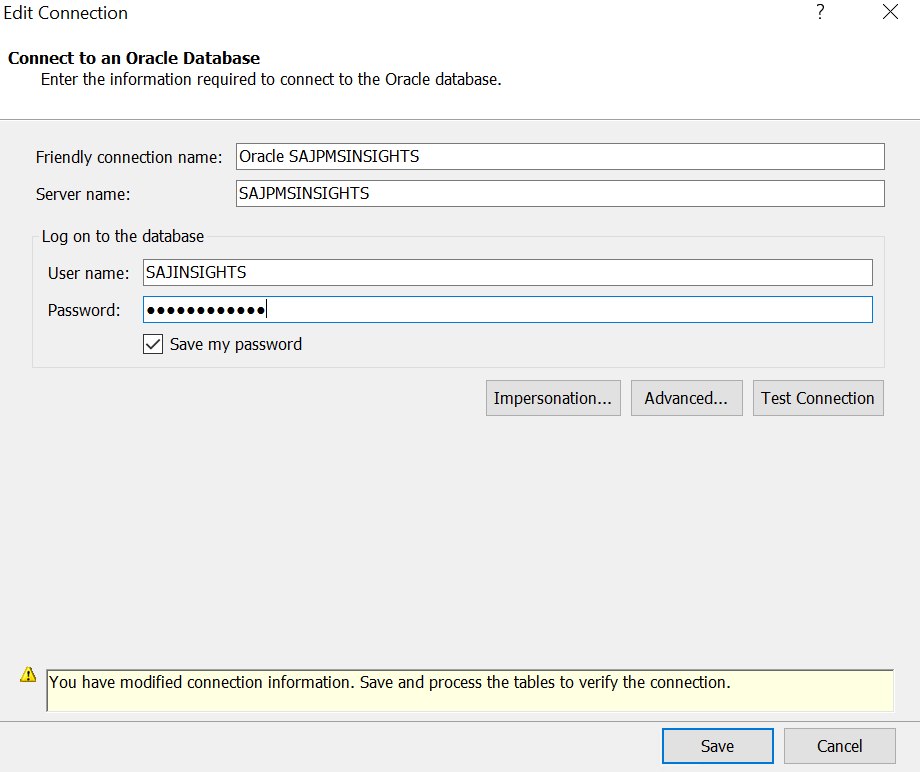 Edit Connection
?
Connect to an Oracle Database
Enter the information required to connect to the Oracle database.
Friendly connection name: Oracle SAJPMSINSIGHTS
Server name: SAJPMSINSIGHTS
Log on to the database
User name: SAJINSIGHTS
Password: ●●●●●●●●●●●●
Save my password
Impersonation... Advanced... Test Connection
You have modified connection information. Save and process the tables to verify the connection.
Save Cancel